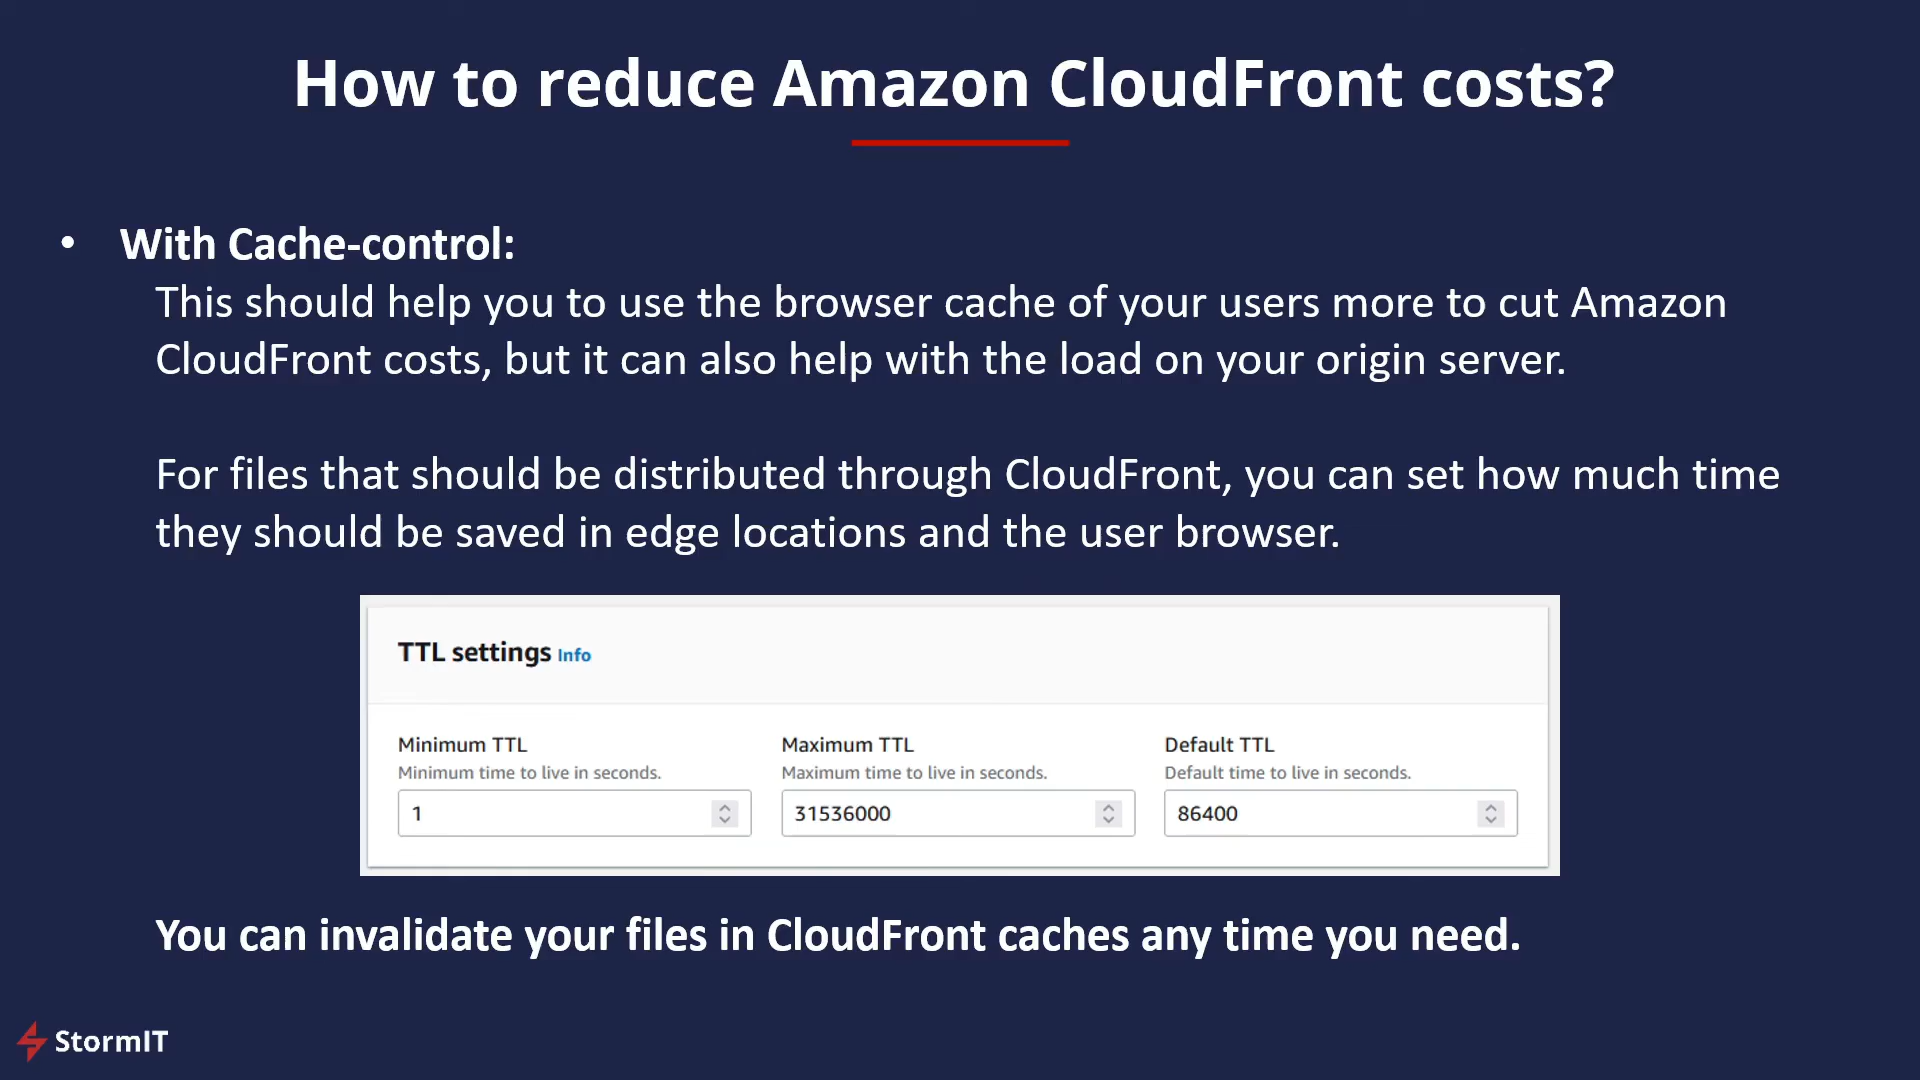 How to reduce Amazon CloudFront costs?
• With Cache-control:
This should help you to use the browser cache of your users more to cut Amazon
CloudFront costs, but it can also help with the load on your origin server.
For files that should be distributed through CloudFront, you can set how much time
they should be saved in edge locations and the user browser.
TTL settings Info
Minimum TTL
Minimum time to live in seconds.
1
Maximum TTL
Maximum time to live in seconds.
31536000
Default TTL
Default time to live in seconds.
86400
You can invalidate your files in CloudFront caches any time you need.
StormIT